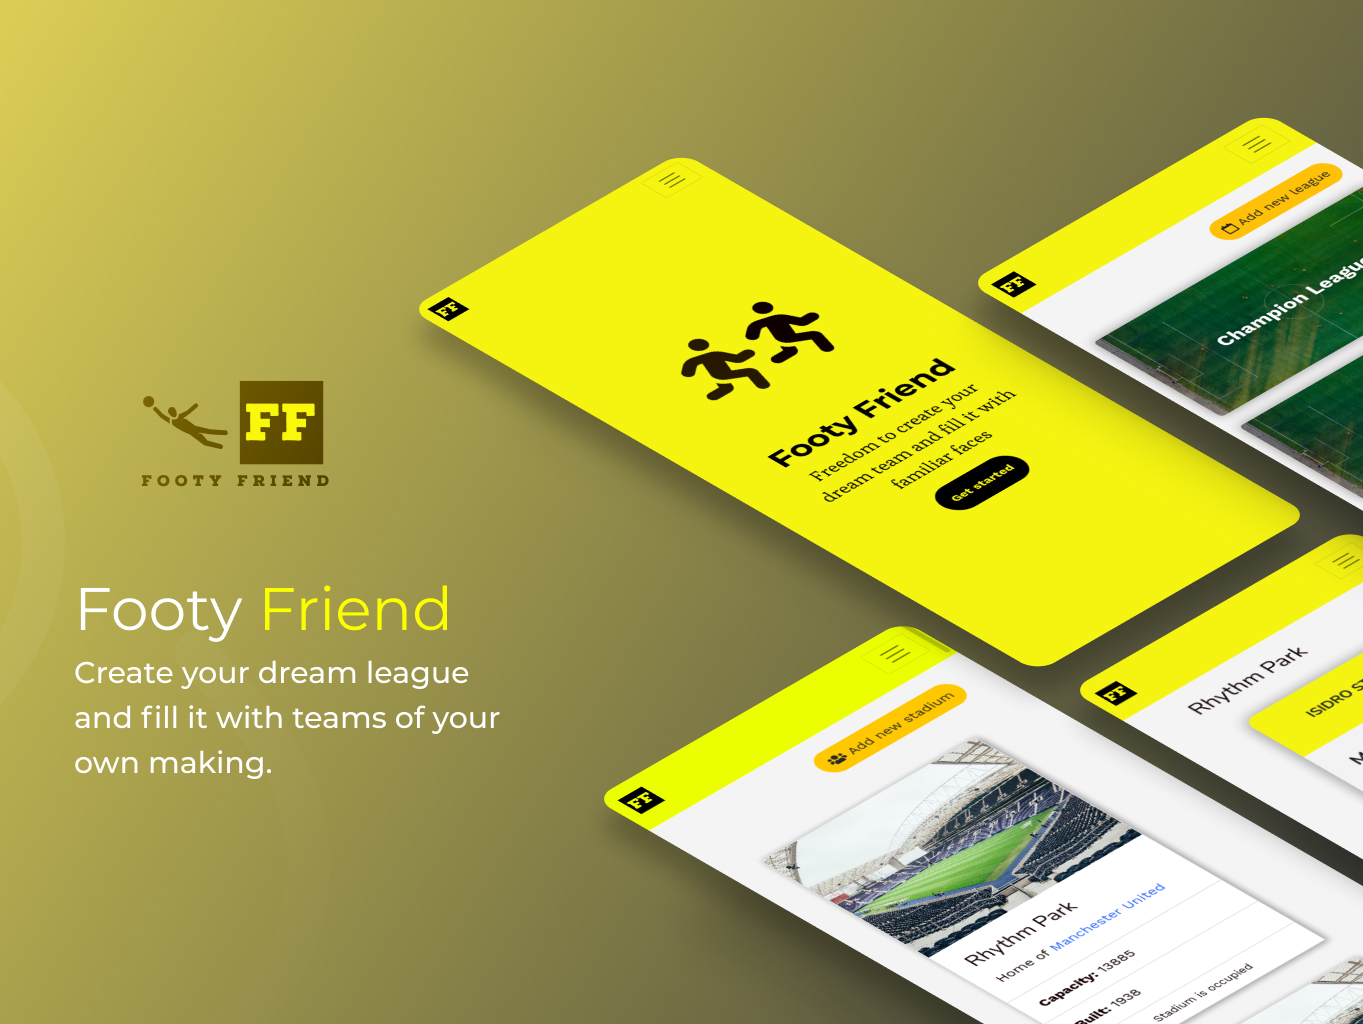 FF
FOOTY FRIEND
Footy Friend
Create your dream league
and fill it with teams of your
own making.
FF
Footy Friend
Freedom to create your
dream team and fill it with
familiar faces
Get started
FF
Add new league
Champion League
FF
Add new stadium
Rhythm Park
Home of Manchester United
Capacity: 13885
Built: 1938
Stadium is occupied
FF
Rhythm Park
ISIDRO